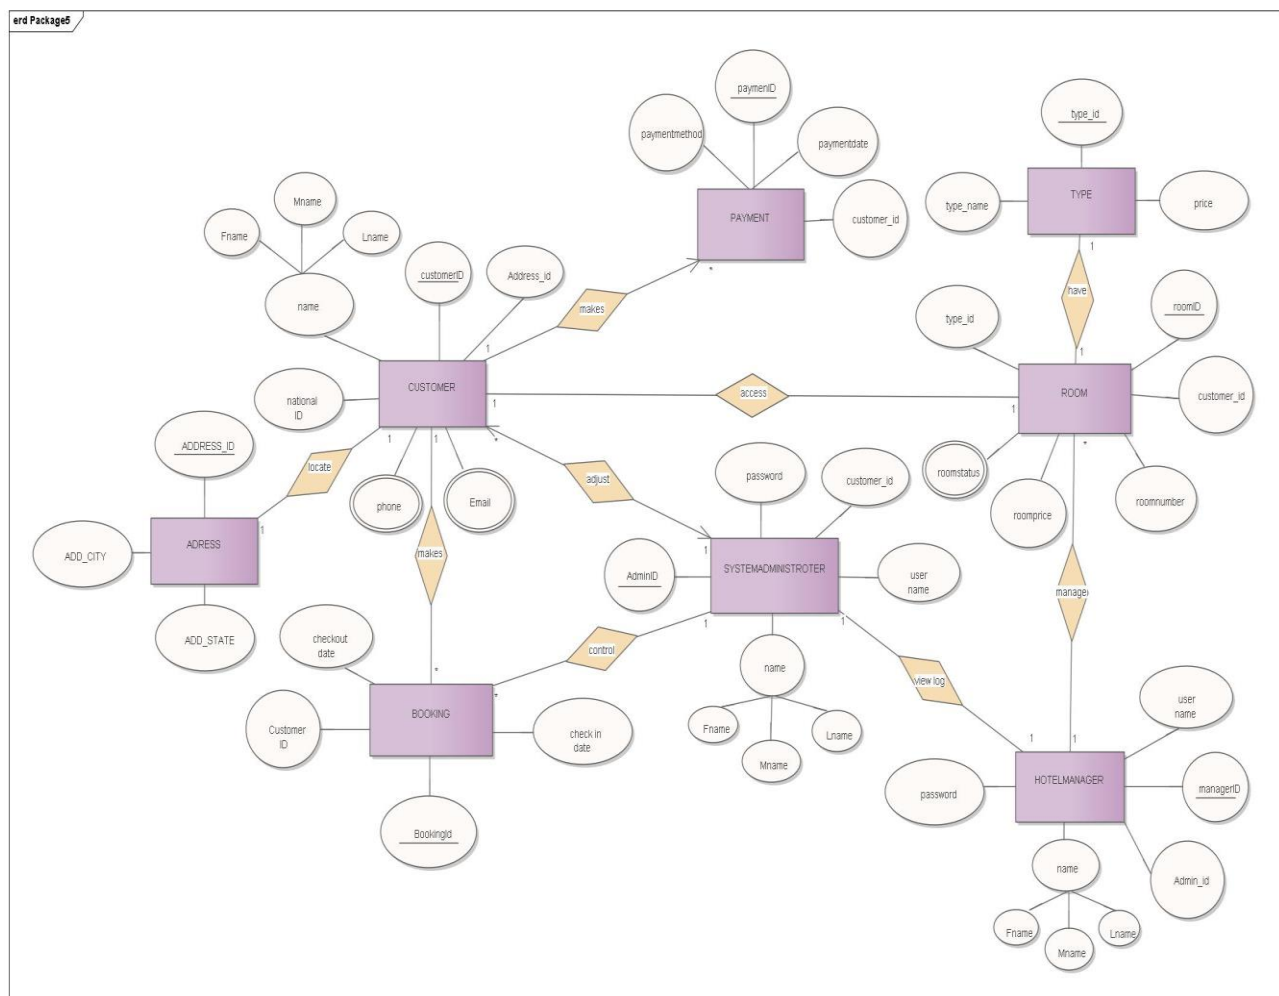 erd Package5
paymenID
paymentmethod
paymentdate
customer_id
PAYMENT
type_id
type_name
price
TYPE
1
have
1
Mname
Fname
Lname
name
customerID
Address_id
makes
*
1
CUSTOMER
national
ID
phone
Email
1
access
1
type_id
roomID
customer_id
ROOM
roomstatus
roomprice
roomnumber
*
ADDRESS_ID
locate
1
1
ADRESS
ADD_CITY
ADD_STATE
1
makes
*
*
adjust
1
password
customer_id
AdminID
SYSTEMADMINISTROTER
user
name
name
Fname
Mname
Lname
1
control
*
checkout
date
Customer
ID
BOOKING
check in
date
BookingId
1
view log
1
manager
1
user
name
password
HOTELMANAGER
managerID
name
Admin_id
Fname
Mname
Lname